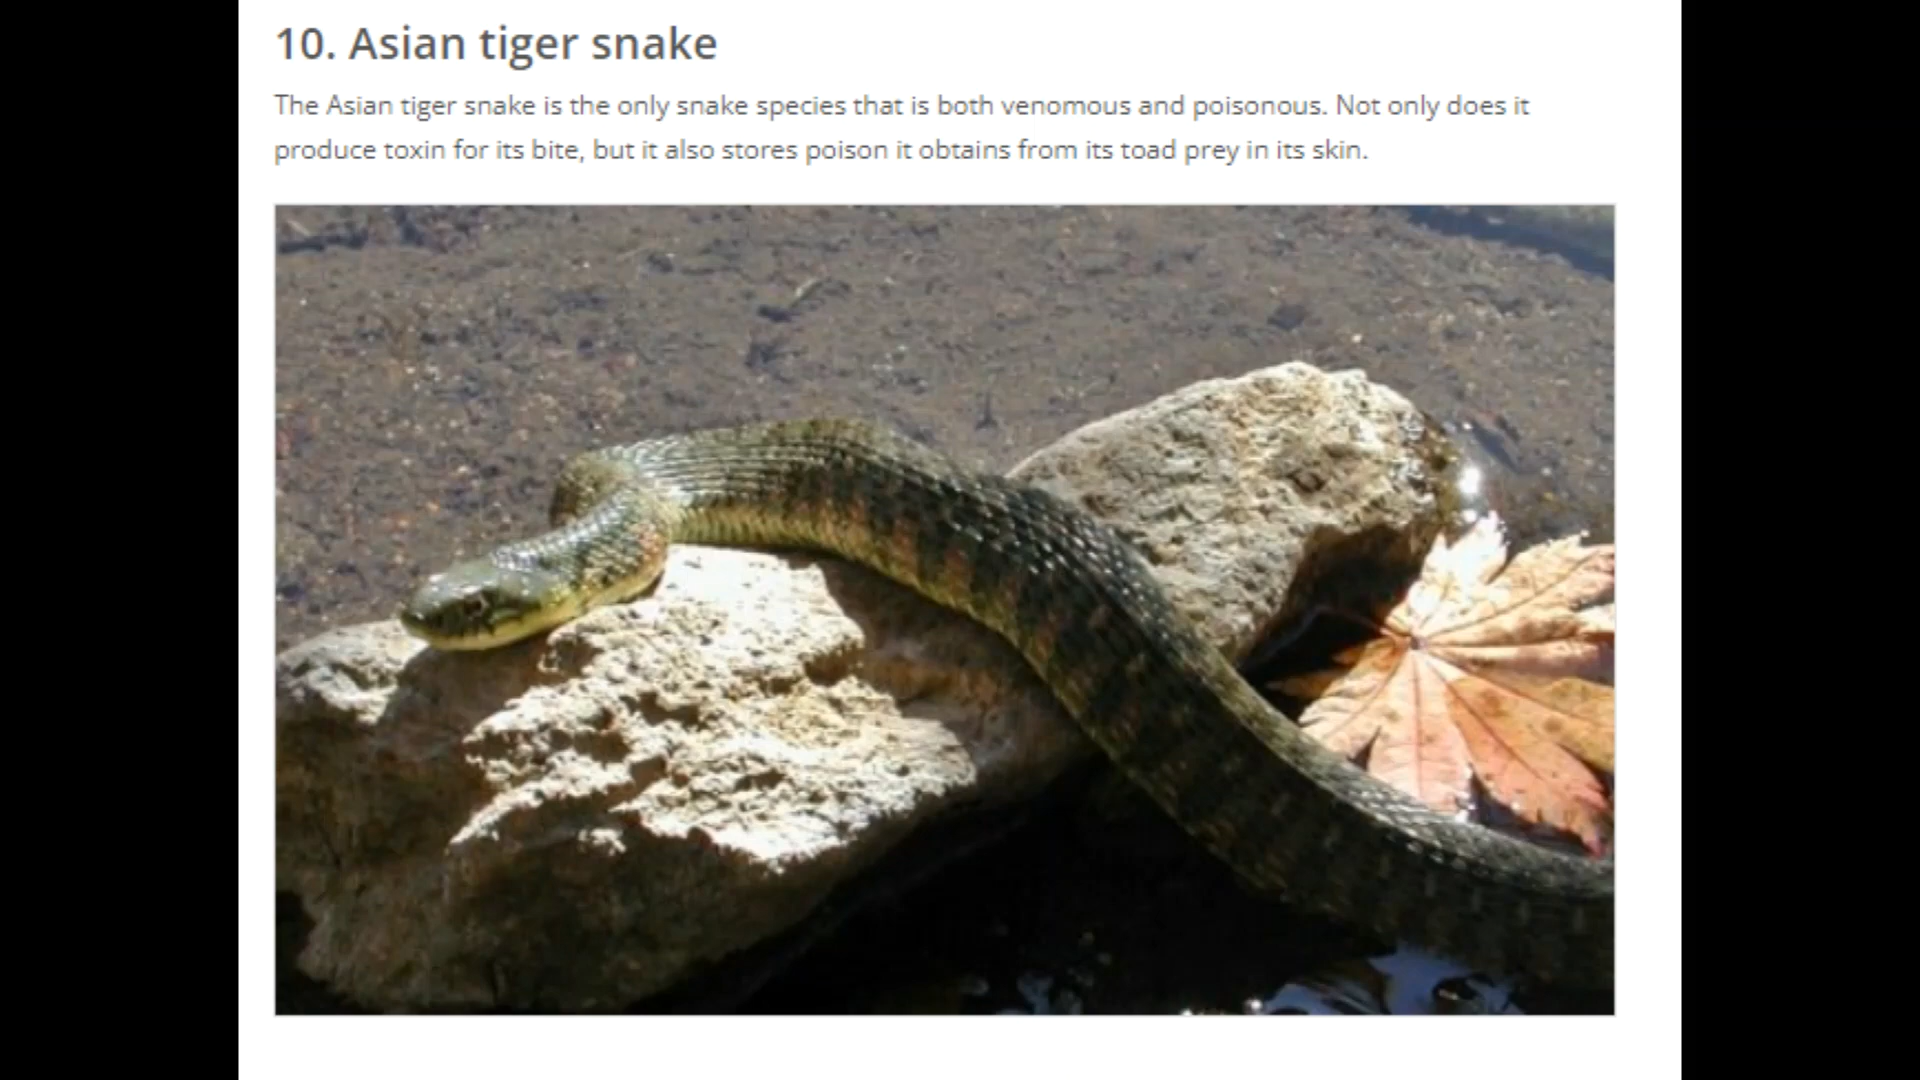 10. Asian tiger snake
The Asian tiger snake is the only snake species that is both venomous and poisonous. Not only does it
produce toxin for its bite, but it also stores poison it obtains from its toad prey in its skin.